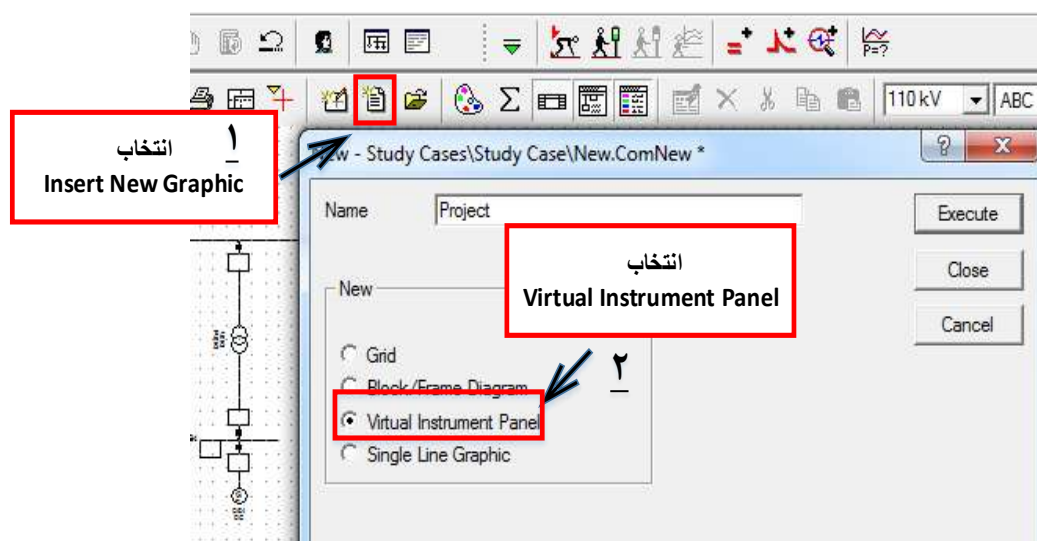 P=?
110 kV
ABC
۱ انتخاب
Insert New Graphic
New - Study Cases\Study Case\New.ComNew *
Name Project
Execute
Close
Cancel
انتخاب
Virtual Instrument Panel
۲
New
Grid
Block/Frame Diagram
Virtual Instrument Panel
Single Line Graphic